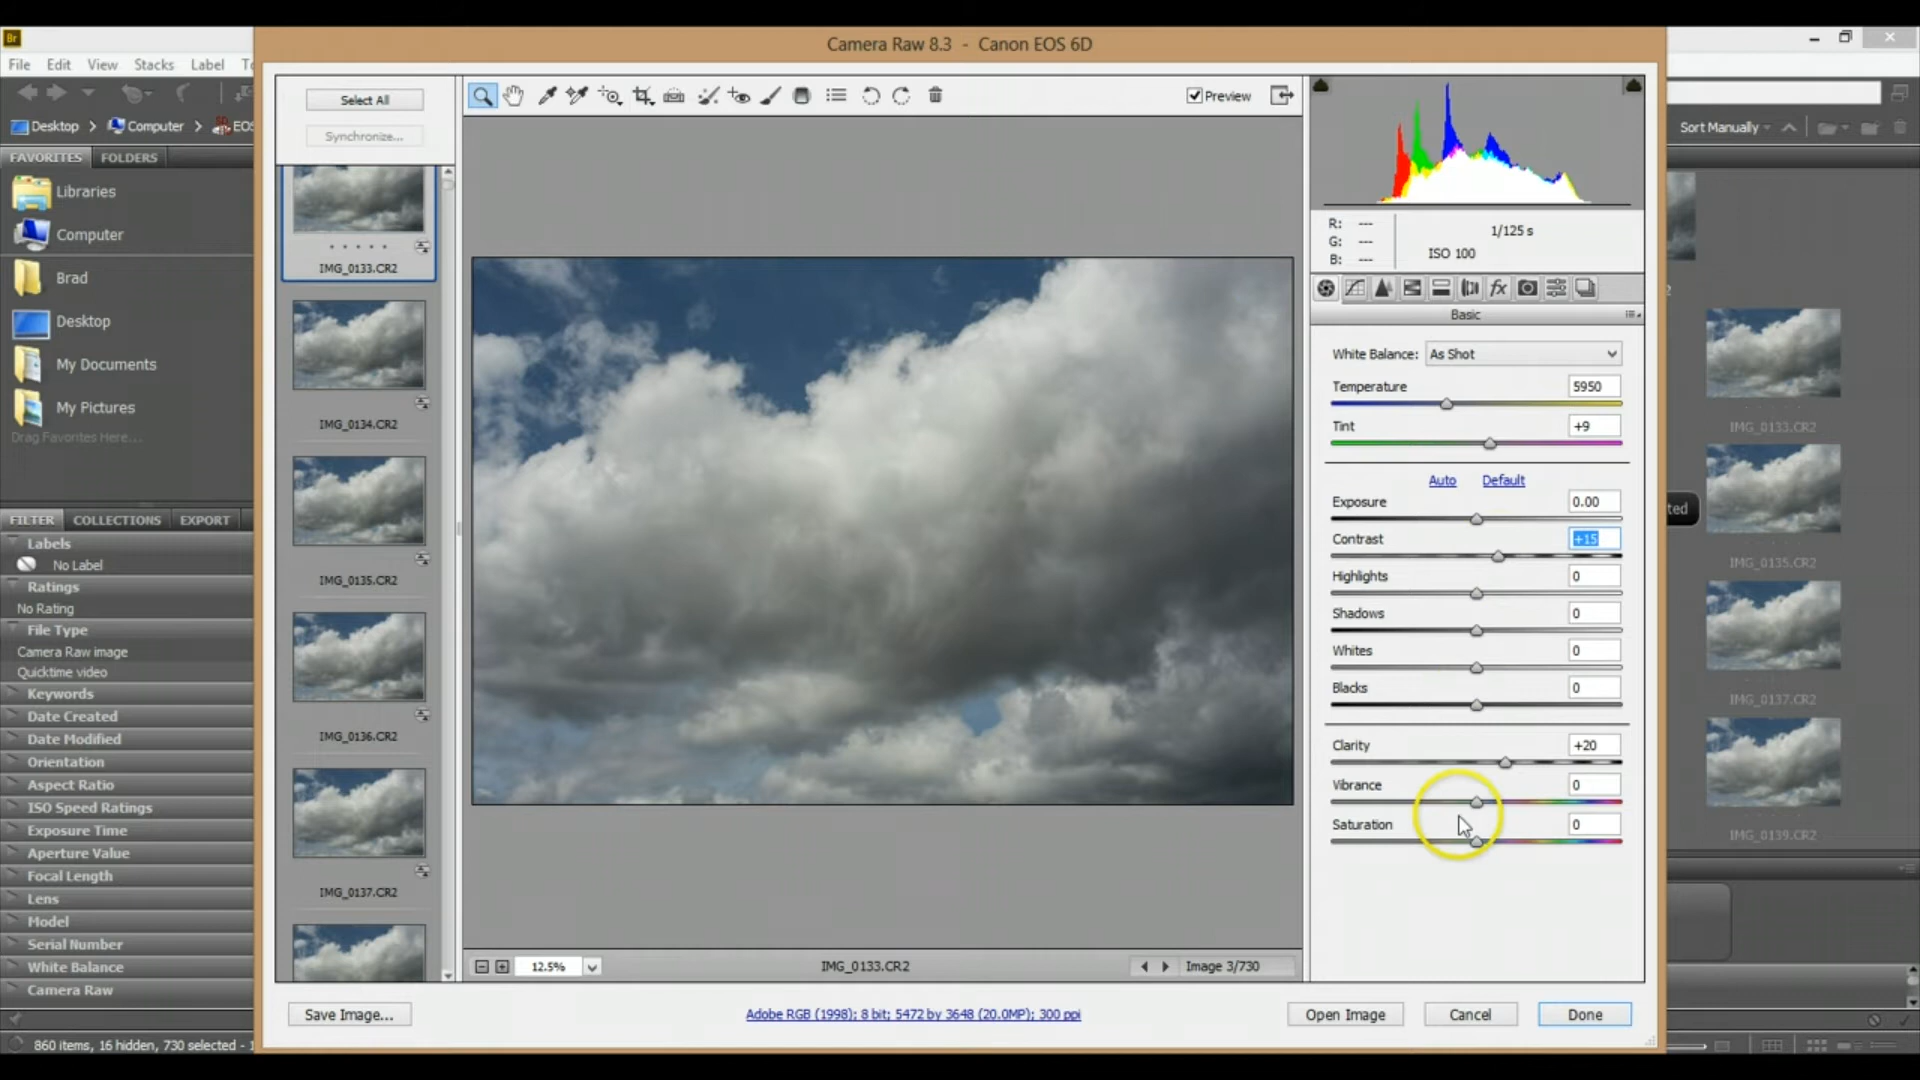 Br
Camera Raw 8.3 - Canon EOS 6D
File Edit View Stacks Label
Select All
Synchronize...
Preview
Desktop Computer
Sort Manually
FAVORITES FOLDERS
Libraries
Computer
Brad
Desktop
My Documents
My Pictures
Drag Favorites Here...
FILTER COLLECTIONS EXPORT
Labels
No Label
Ratings
No Rating
File Type
Camera Raw image
Quicktime video
Keywords
Date Created
Date Modified
Orientation
Aspect Ratio
ISO Speed Ratings
Exposure Time
Aperture Value
Focal Length
Lens
Model
Serial Number
White Balance
Camera Raw
860 items, 16 hidden, 730 selected -
IMG_0133.CR2
IMG_0134.CR2
IMG_0135.CR2
IMG_0136.CR2
IMG_0137.CR2
12.5%
IMG_0133.CR2
Image 3/730
Save Image...
Adobe RGB (1998); 8 bit; 5472 by 3648 (20.0MP); 300 ppi
Open Image
Cancel
Done
R: ---
G: ---
B: ---
1/125 s
ISO 100
fx
Basic
White Balance: As Shot
Temperature 5950
Tint +9
Auto Default
Exposure 0.00
Contrast +15
Highlights 0
Shadows 0
Whites 0
Blacks 0
Clarity +20
Vibrance 0
Saturation 0
IMG_0133.CR2
IMG_0135.CR2
IMG_0137.CR2
IMG_0139.CR2